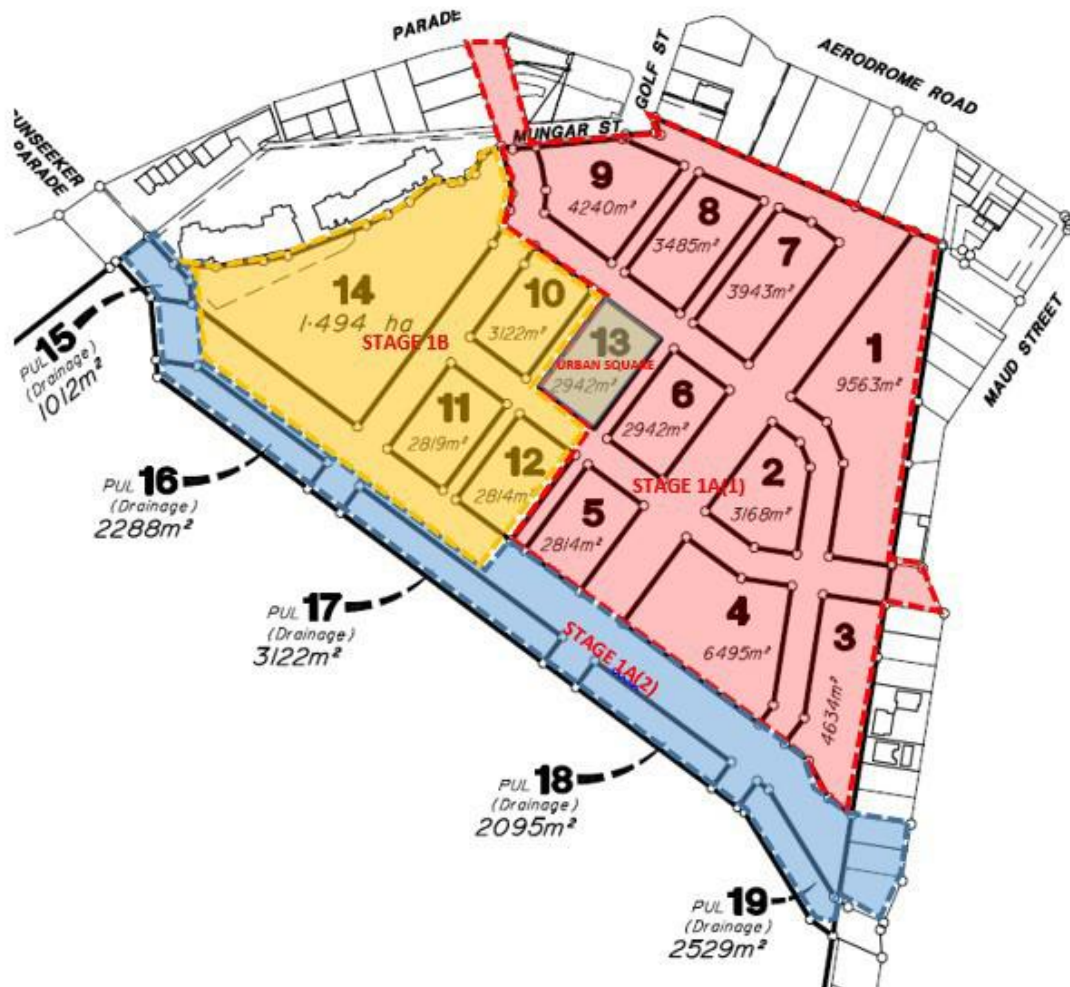 PARADE
GOLF ST
AERODROME ROAD
MUNGAR ST
PARADE
MAUD STREET
9
4240m²
8
3485m²
7
3943m²
1
9563m²
14
1·494 ha
STAGE 1B
10
3122m²
13
URBAN SQUARE
2942m²
6
2942m²
11
2819m²
12
2814m²
2
3168m²
STAGE 1A(1)
5
2814m²
4
6495m²
3
4634m²
STAGE 1A(2)
PUL 15
(Drainage)
1012m²
PUL 16
(Drainage)
2288m²
PUL 17
(Drainage)
3122m²
PUL 18
(Drainage)
2095m²
PUL 19
(Drainage)
2529m²